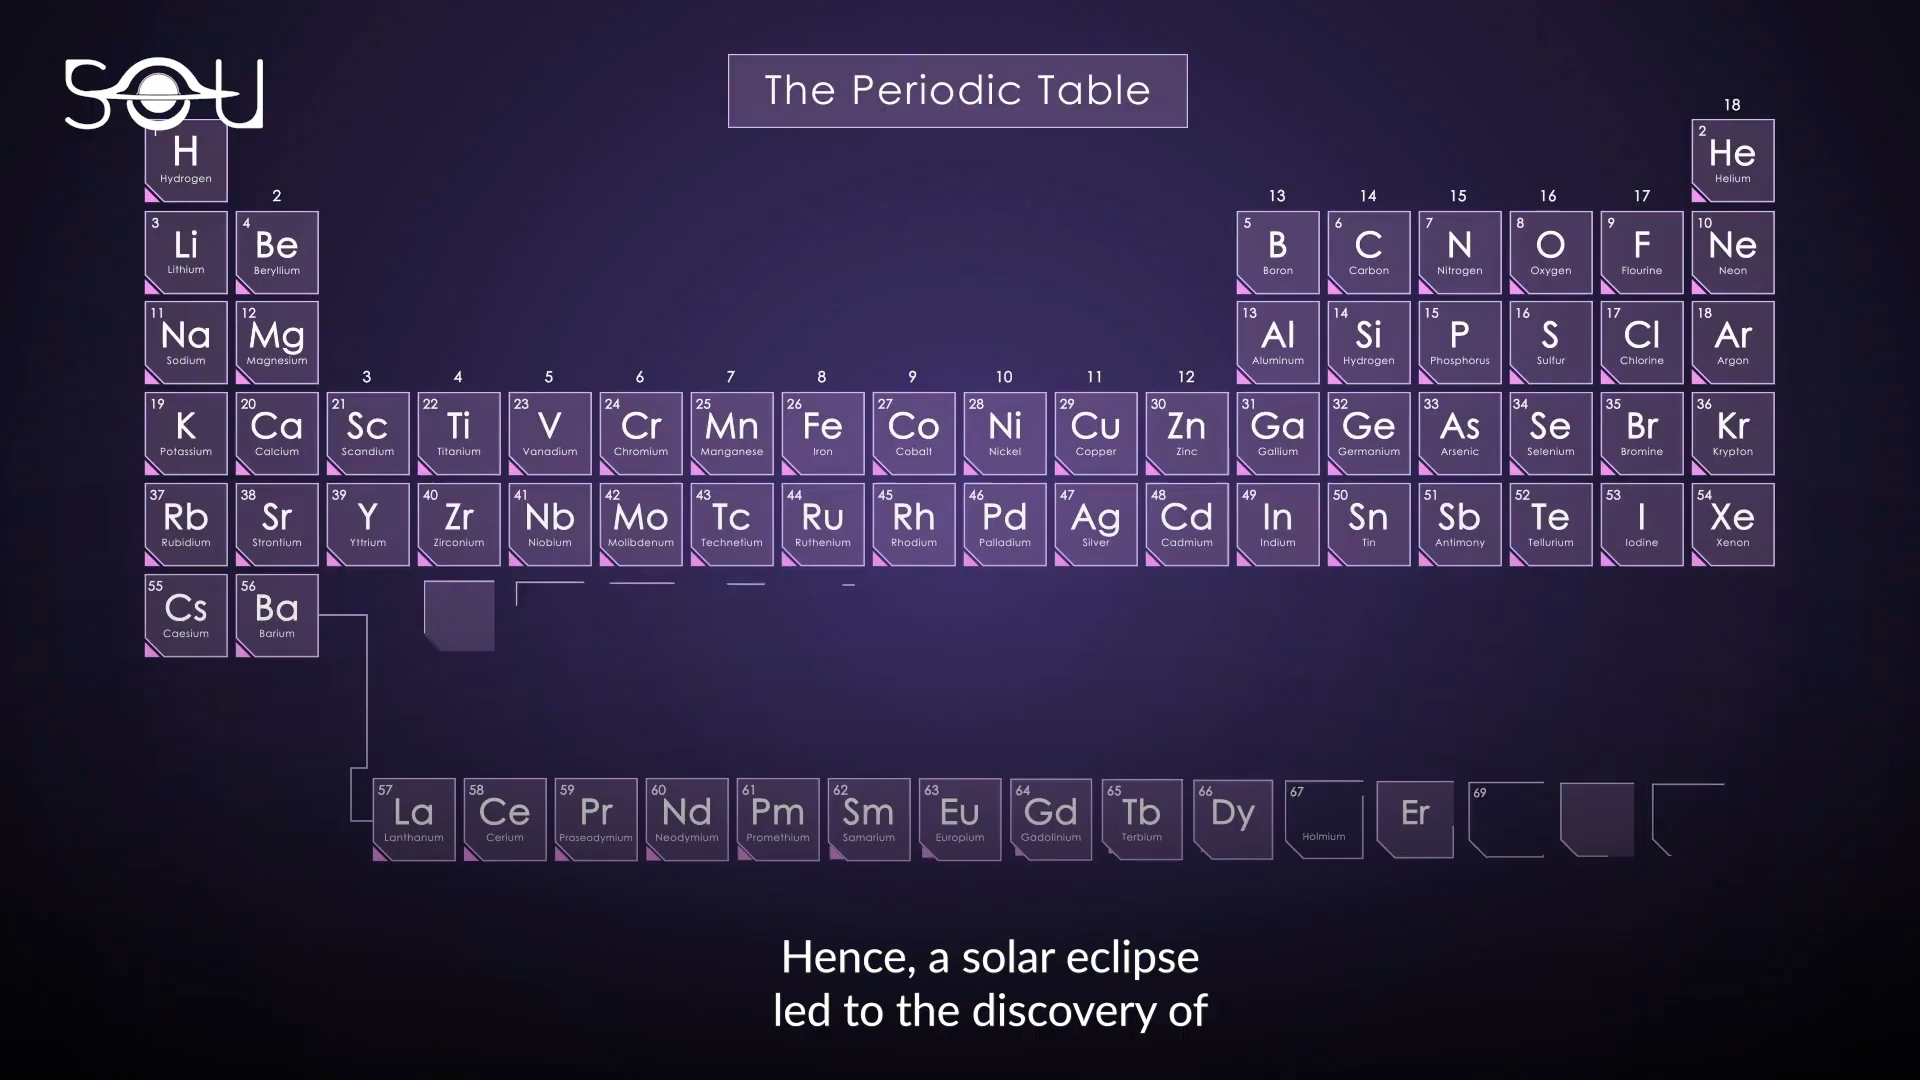 SOU
The Periodic Table
18
1 H Hydrogen
2 He Helium
2 13 14 15 16 17
3 Li Lithium
4 Be Beryllium
5 B Boron
6 C Carbon
7 N Nitrogen
8 O Oxygen
9 F Flourine
10 Ne Neon
11 Na Sodium
12 Mg Magnesium
13 Al Aluminum
14 Si Hydrogen
15 P Phosphorus
16 S Sulfur
17 Cl Chlorine
18 Ar Argon
3 4 5 6 7 8 9 10 11 12
19 K Potassium
20 Ca Calcium
21 Sc Scandium
22 Ti Titanium
23 V Vanadium
24 Cr Chromium
25 Mn Manganese
26 Fe Iron
27 Co Cobalt
28 Ni Nickel
29 Cu Copper
30 Zn Zinc
31 Ga Gallium
32 Ge Germanium
33 As Arsenic
34 Se Selenium
35 Br Bromine
36 Kr Krypton
37 Rb Rubidium
38 Sr Strontium
39 Y Yttrium
40 Zr Zirconium
41 Nb Niobium
42 Mo Molibdenum
43 Tc Technetium
44 Ru Ruthenium
45 Rh Rhodium
46 Pd Palladium
47 Ag Silver
48 Cd Cadmium
49 In Indium
50 Sn Tin
51 Sb Antimony
52 Te Tellurium
53 I Iodine
54 Xe Xenon
55 Cs Caesium
56 Ba Barium
57 La Lanthanum
58 Ce Cerium
59 Pr Praseodymium
60 Nd Neodymium
61 Pm Promethium
62 Sm Samarium
63 Eu Europium
64 Gd Gadolinium
65 Tb Terbium
66 Dy
67 Holmium
Er
69
Hence, a solar eclipse
led to the discovery of